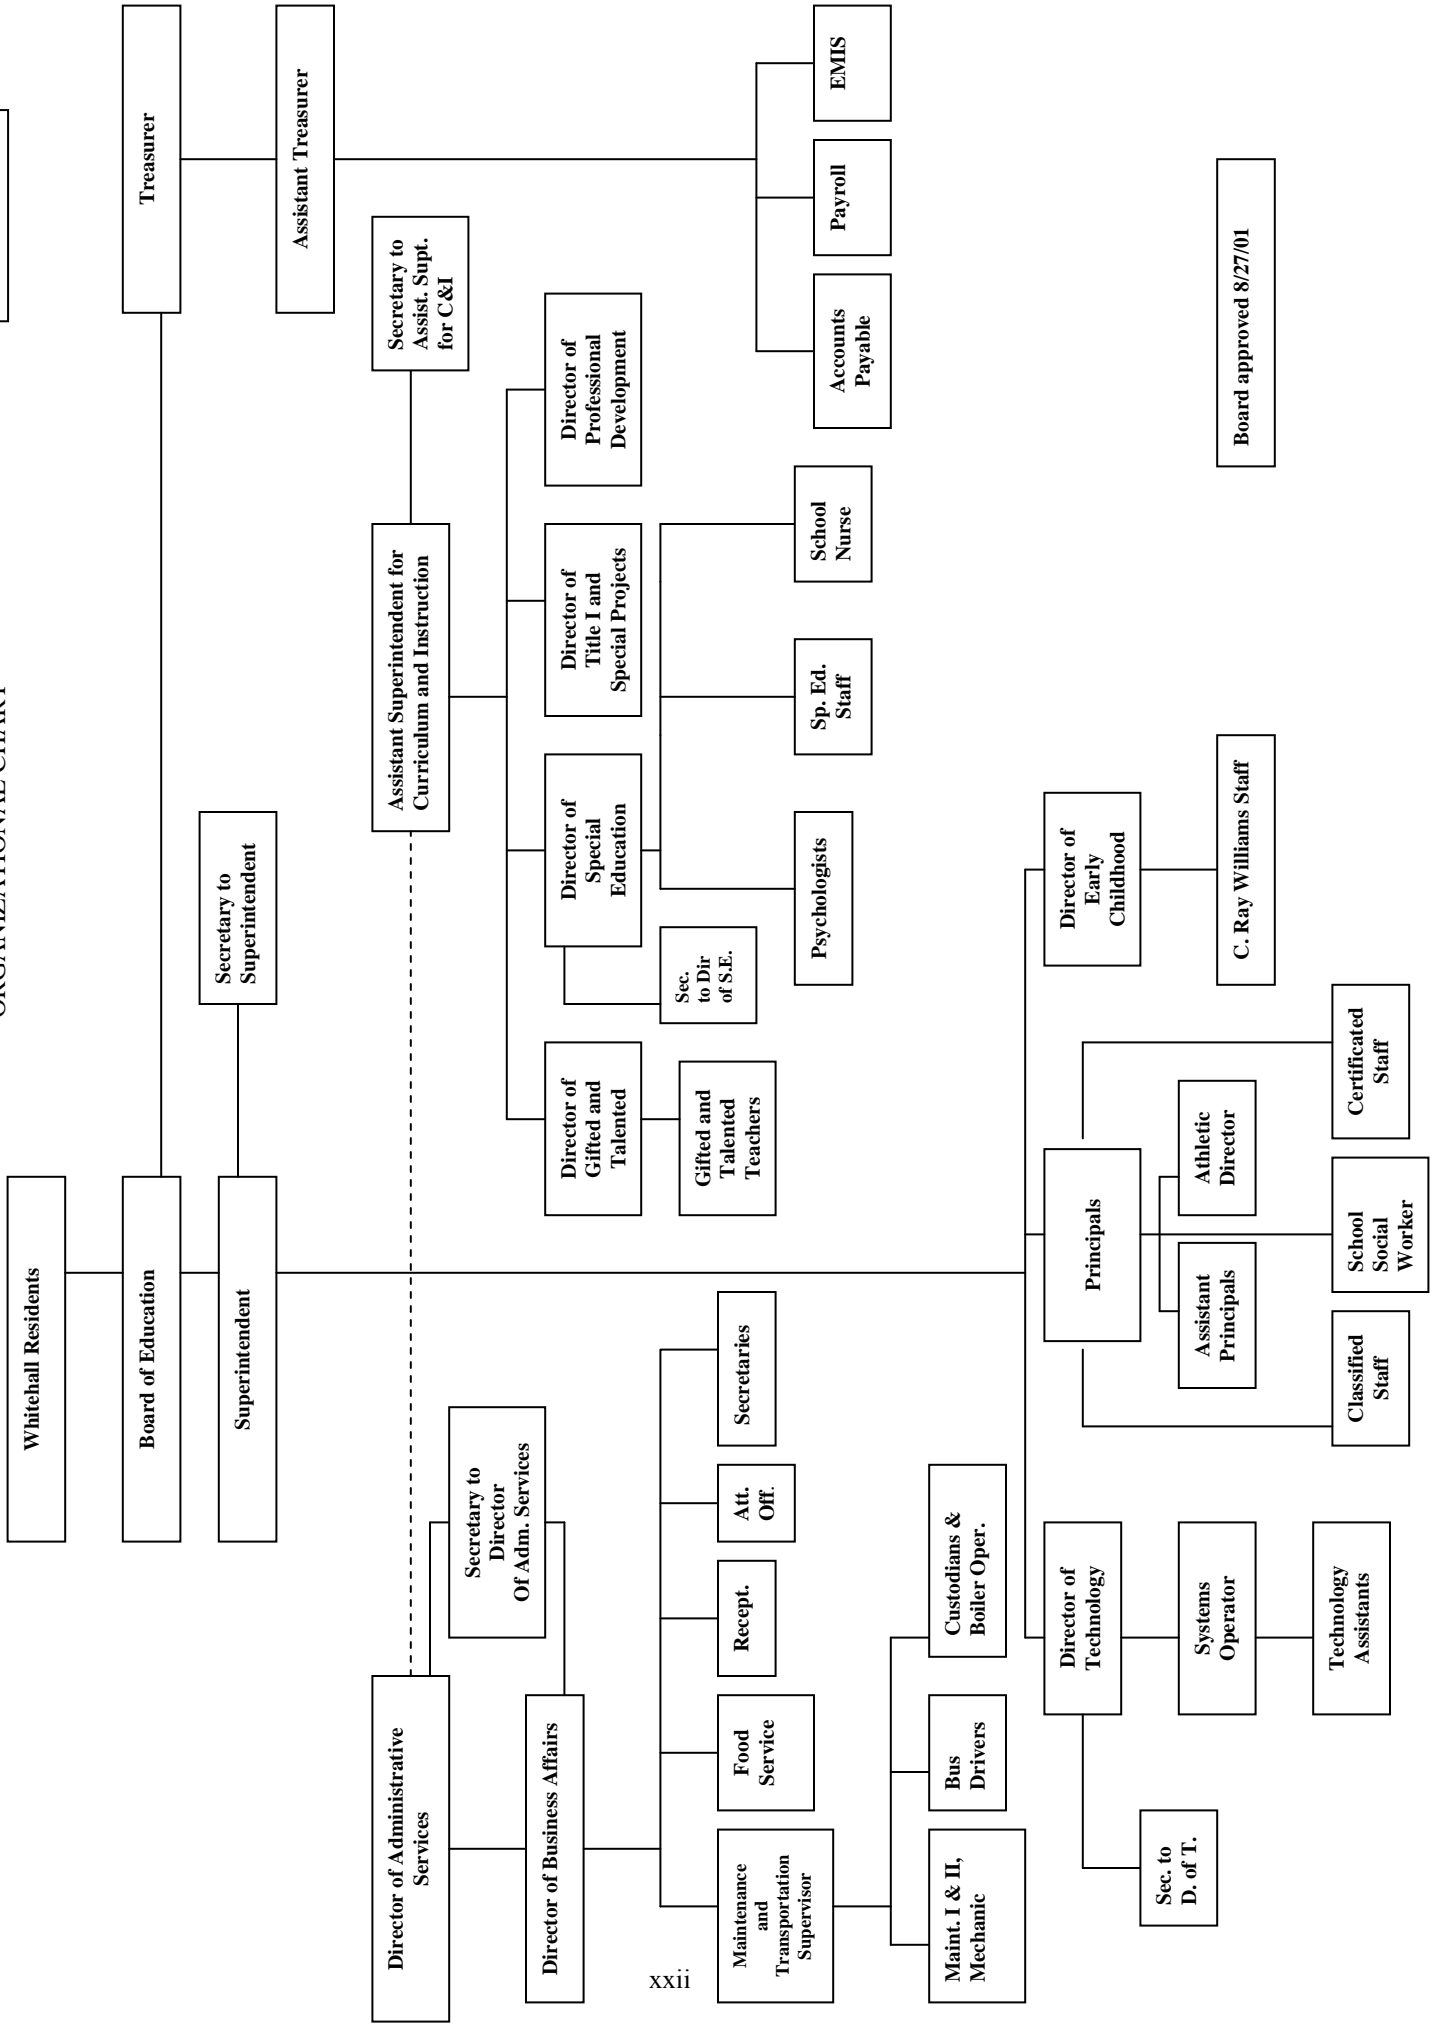 ORGANIZATIONAL CHART
Whitehall Residents
Board of Education
Treasurer
Superintendent
Secretary to
Superintendent
Assistant Treasurer
Director of Administrative
Services
Assistant Superintendent for
Curriculum and Instruction
Secretary to
Assist. Supt.
for C&I
Secretary to
Director
Of Adm. Services
Director of Business Affairs
Director of
Gifted and
Talented
Director of
Special
Education
Director of
Title I and
Special Projects
Director of
Professional
Development
Gifted and
Talented
Teachers
Sec.
to Dir
of S.E.
Maintenance
and
Transportation
Supervisor
Food
Service
Recept.
Att.
Off.
Secretaries
Psychologists
Sp. Ed.
Staff
School
Nurse
Accounts
Payable
Payroll
EMIS
Maint. I & II,
Mechanic
Bus
Drivers
Custodians &
Boiler Oper.
Director of
Technology
Principals
Director of
Early
Childhood
Sec. to
D. of T.
Systems
Operator
Assistant
Principals
Athletic
Director
C. Ray Williams Staff
Board approved 8/27/01
Technology
Assistants
Classified
Staff
School
Social
Worker
Certificated
Staff
xxii